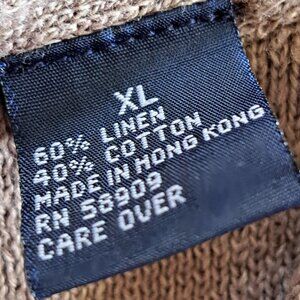 XL
60% LINEN
40% COTTON
MADE IN HONG KONG
RN 58909
CARE OVER